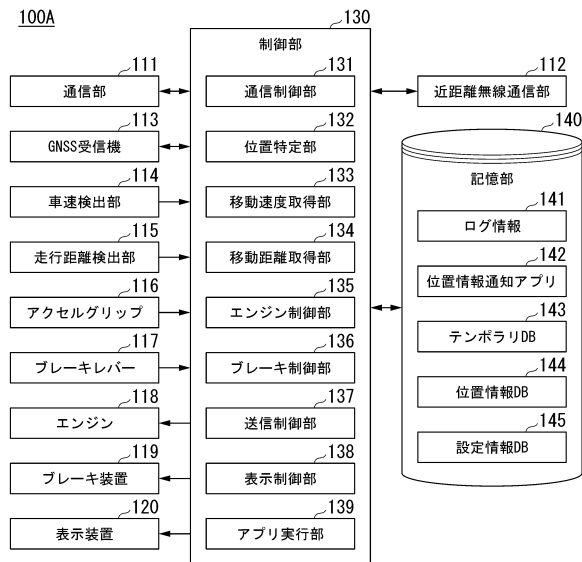 100A
111
通信部
113
GNSS受信機
114
車速検出部
115
走行距離検出部
116
アクセルグリップ
117
ブレーキレバー
118
エンジン
119
ブレーキ装置
120
表示装置
130
制御部
131
通信制御部
132
位置特定部
133
移動速度取得部
134
移動距離取得部
135
エンジン制御部
136
ブレーキ制御部
137
送信制御部
138
表示制御部
139
アプリ実行部
112
近距離無線通信部
140
記憶部
141
ログ情報
142
位置情報通知アプリ
143
テンポラリDB
144
位置情報DB
145
設定情報DB